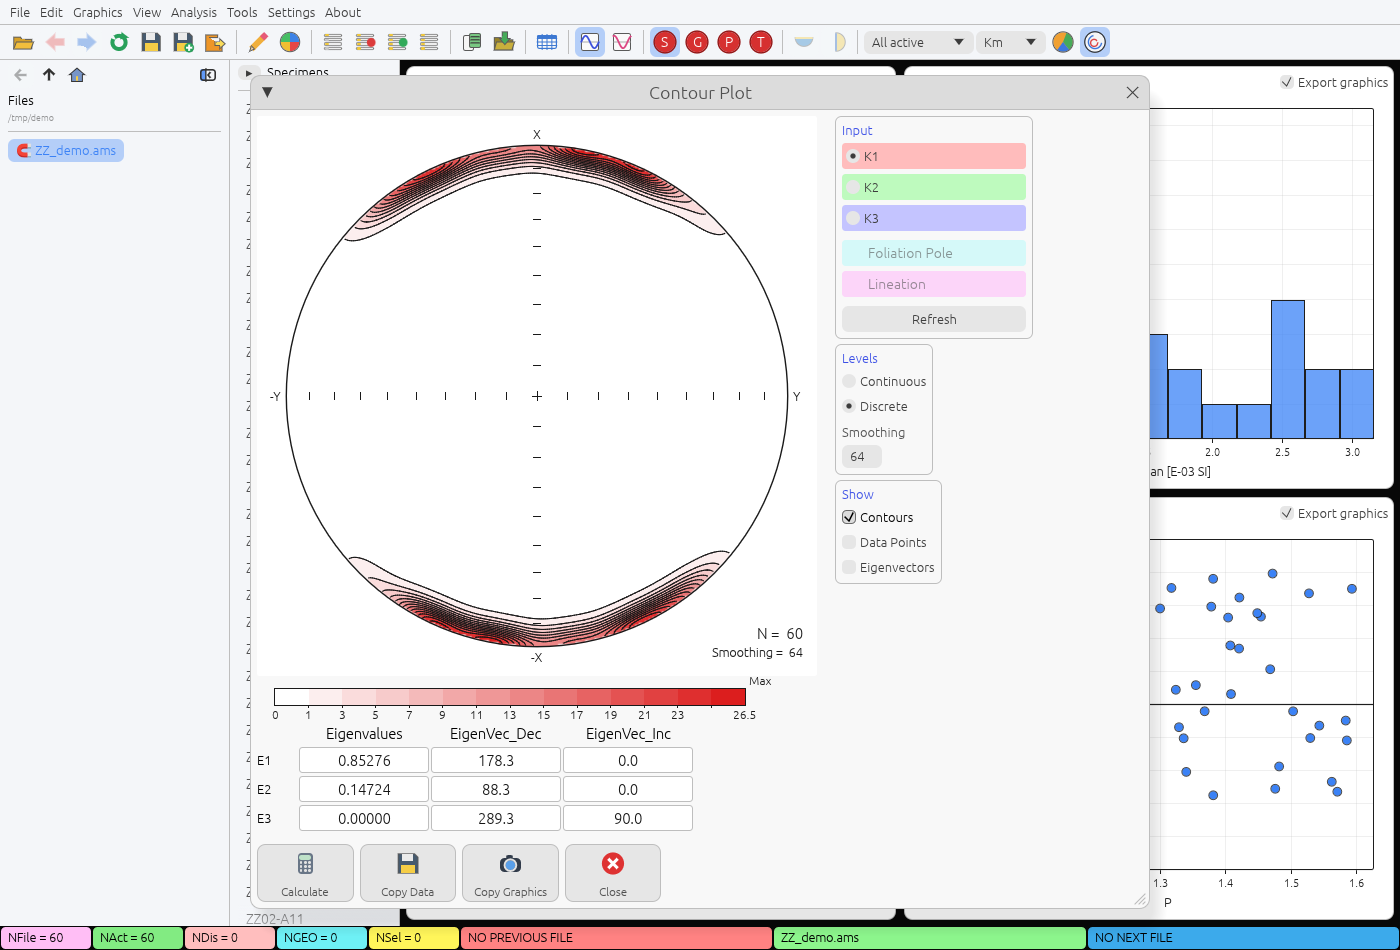 File Edit Graphics View Analysis Tools Settings About
S G P T All active Km
Files
/tmp/demo
ZZ_demo.ams
Specimens
Export graphics
Contour Plot
X
-Y
Y
-X
N = 60
Smoothing = 64
Max
0 1 3 5 7 9 11 13 15 17 19 21 23 26.5
Eigenvalues EigenVec_Dec EigenVec_Inc
E1 0.85276 178.3 0.0
E2 0.14724 88.3 0.0
E3 0.00000 289.3 90.0
Calculate Copy Data Copy Graphics Close
Input
K1
K2
K3
Foliation Pole
Lineation
Refresh
Levels
Continuous
Discrete
Smoothing
64
Show
Contours
Data Points
Eigenvectors
2.0 2.5 3.0
an [E-03 SI]
Export graphics
1.3 1.4 1.5 1.6
P
ZZ02-A11
NFile = 60 NAct = 60 NDis = 0 NGEO = 0 NSel = 0 NO PREVIOUS FILE ZZ_demo.ams NO NEXT FILE